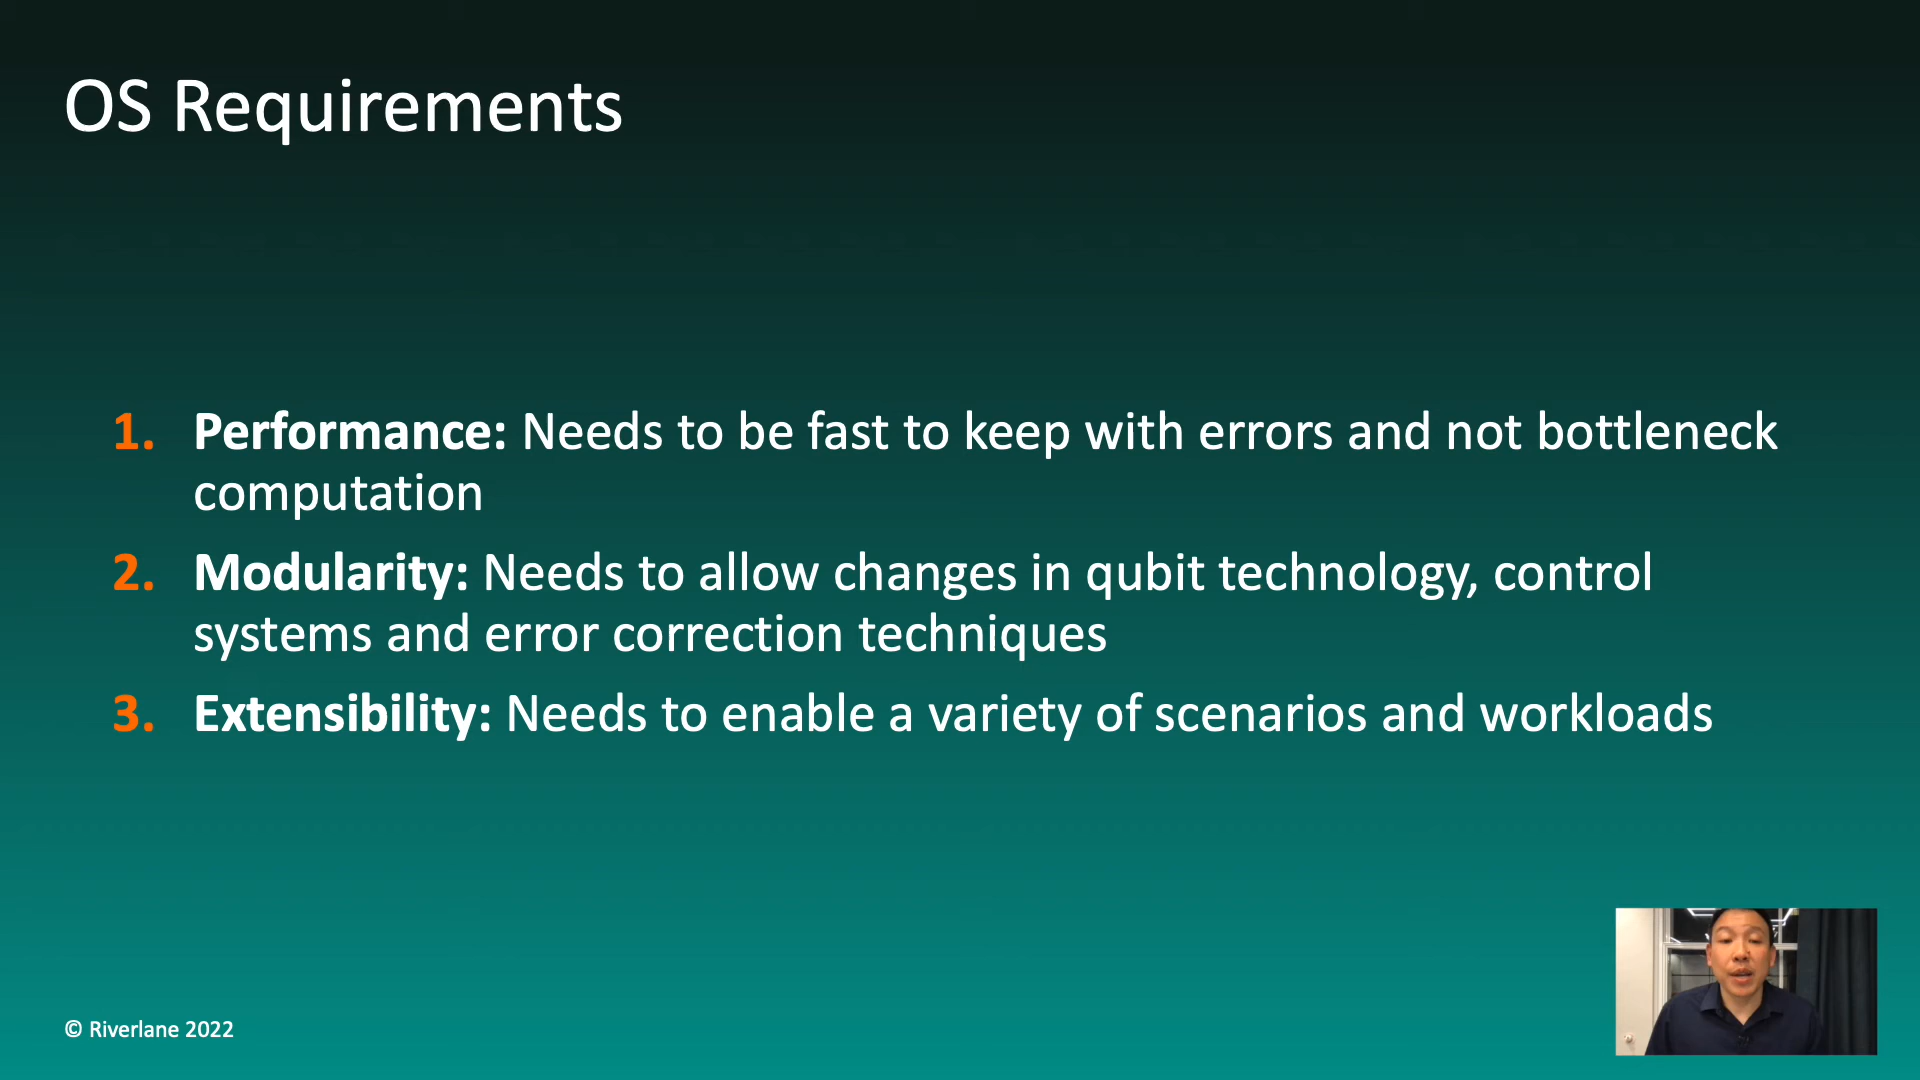 OS Requirements
1. Performance: Needs to be fast to keep with errors and not bottleneck
computation
2. Modularity: Needs to allow changes in qubit technology, control
systems and error correction techniques
3. Extensibility: Needs to enable a variety of scenarios and workloads
© Riverlane 2022